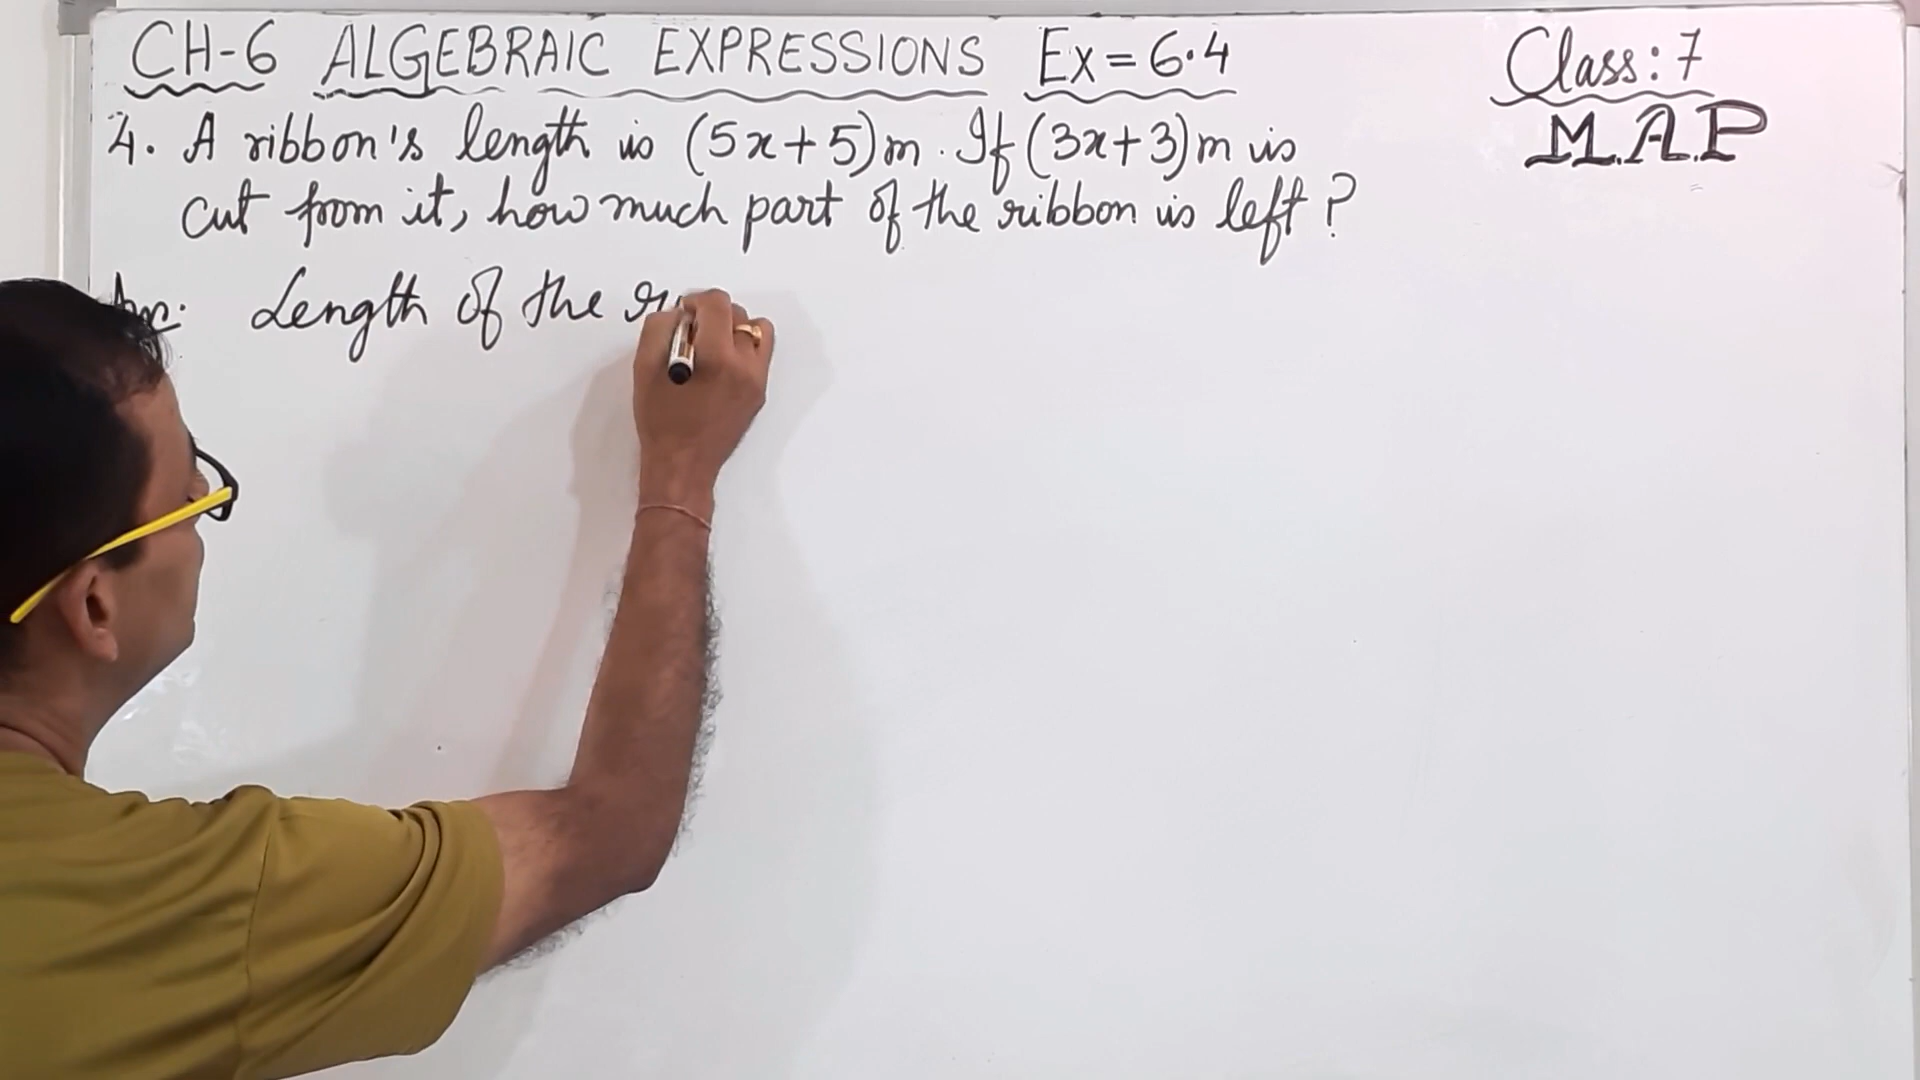 CH-6 ALGEBRAIC EXPRESSIONS Ex=6.4
Class: 7
M.A.P
4. A ribbon's length is (5x+5)m. If (3x+3)m is
cut from it, how much part of the ribbon is left?
Length of the